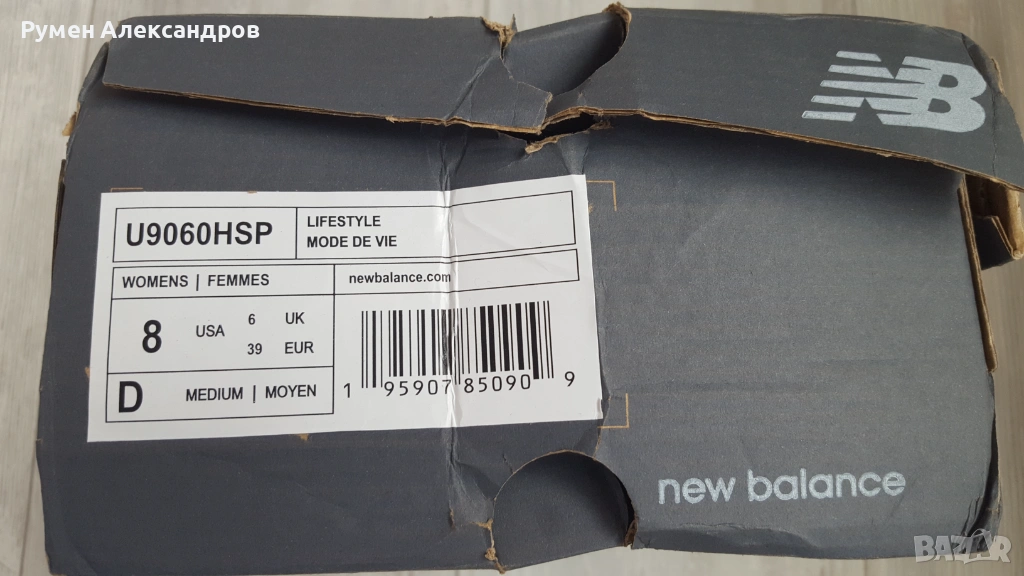 Румен Александров
NB
U9060HSP
LIFESTYLE
MODE DE VIE
WOMENS | FEMMES
newbalance.com
8 USA 6 UK
39 EUR
D MEDIUM | MOYEN
1 95907 85090 9
new balance
BAZAR